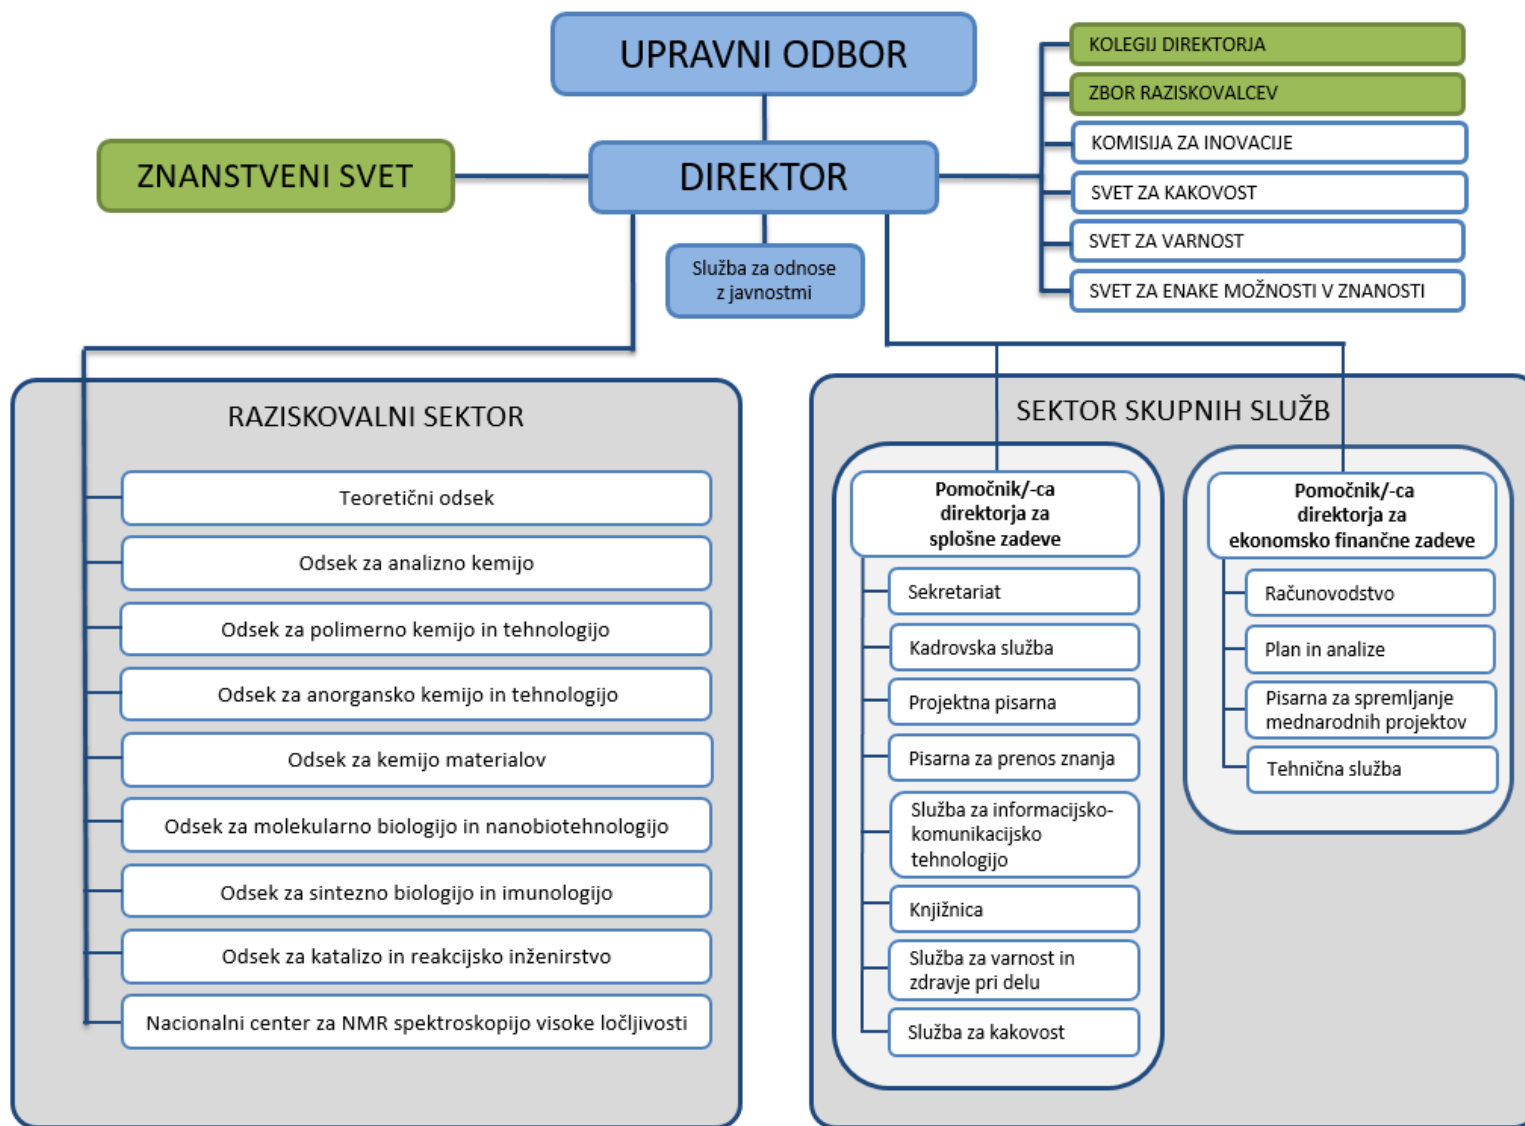 UPRAVNI ODBOR
KOLEGIJ DIREKTORJA
ZBOR RAZISKOVALCEV
KOMISIJA ZA INOVACIJE
SVET ZA KAKOVOST
SVET ZA VARNOST
SVET ZA ENAKE MOŽNOSTI V ZNANOSTI
ZNANSTVENI SVET
DIREKTOR
Služba za odnose
z javnostmi
RAZISKOVALNI SEKTOR
Teoretični odsek
Odsek za analizno kemijo
Odsek za polimerno kemijo in tehnologijo
Odsek za anorgansko kemijo in tehnologijo
Odsek za kemijo materialov
Odsek za molekularno biologijo in nanobiotehnologijo
Odsek za sintezno biologijo in imunologijo
Odsek za katalizo in reakcijsko inženirstvo
Nacionalni center za NMR spektroskopijo visoke ločljivosti
SEKTOR SKUPNIH SLUŽB
Pomočnik/-ca
direktorja za
splošne zadeve
Sekretariat
Kadrovska služba
Projektna pisarna
Pisarna za prenos znanja
Služba za informacijsko-
komunikacijsko
tehnologijo
Knjižnica
Služba za varnost in
zdravje pri delu
Služba za kakovost
Pomočnik/-ca
direktorja za
ekonomsko finančne zadeve
Računovodstvo
Plan in analize
Pisarna za spremljanje
mednarodnih projektov
Tehnična služba